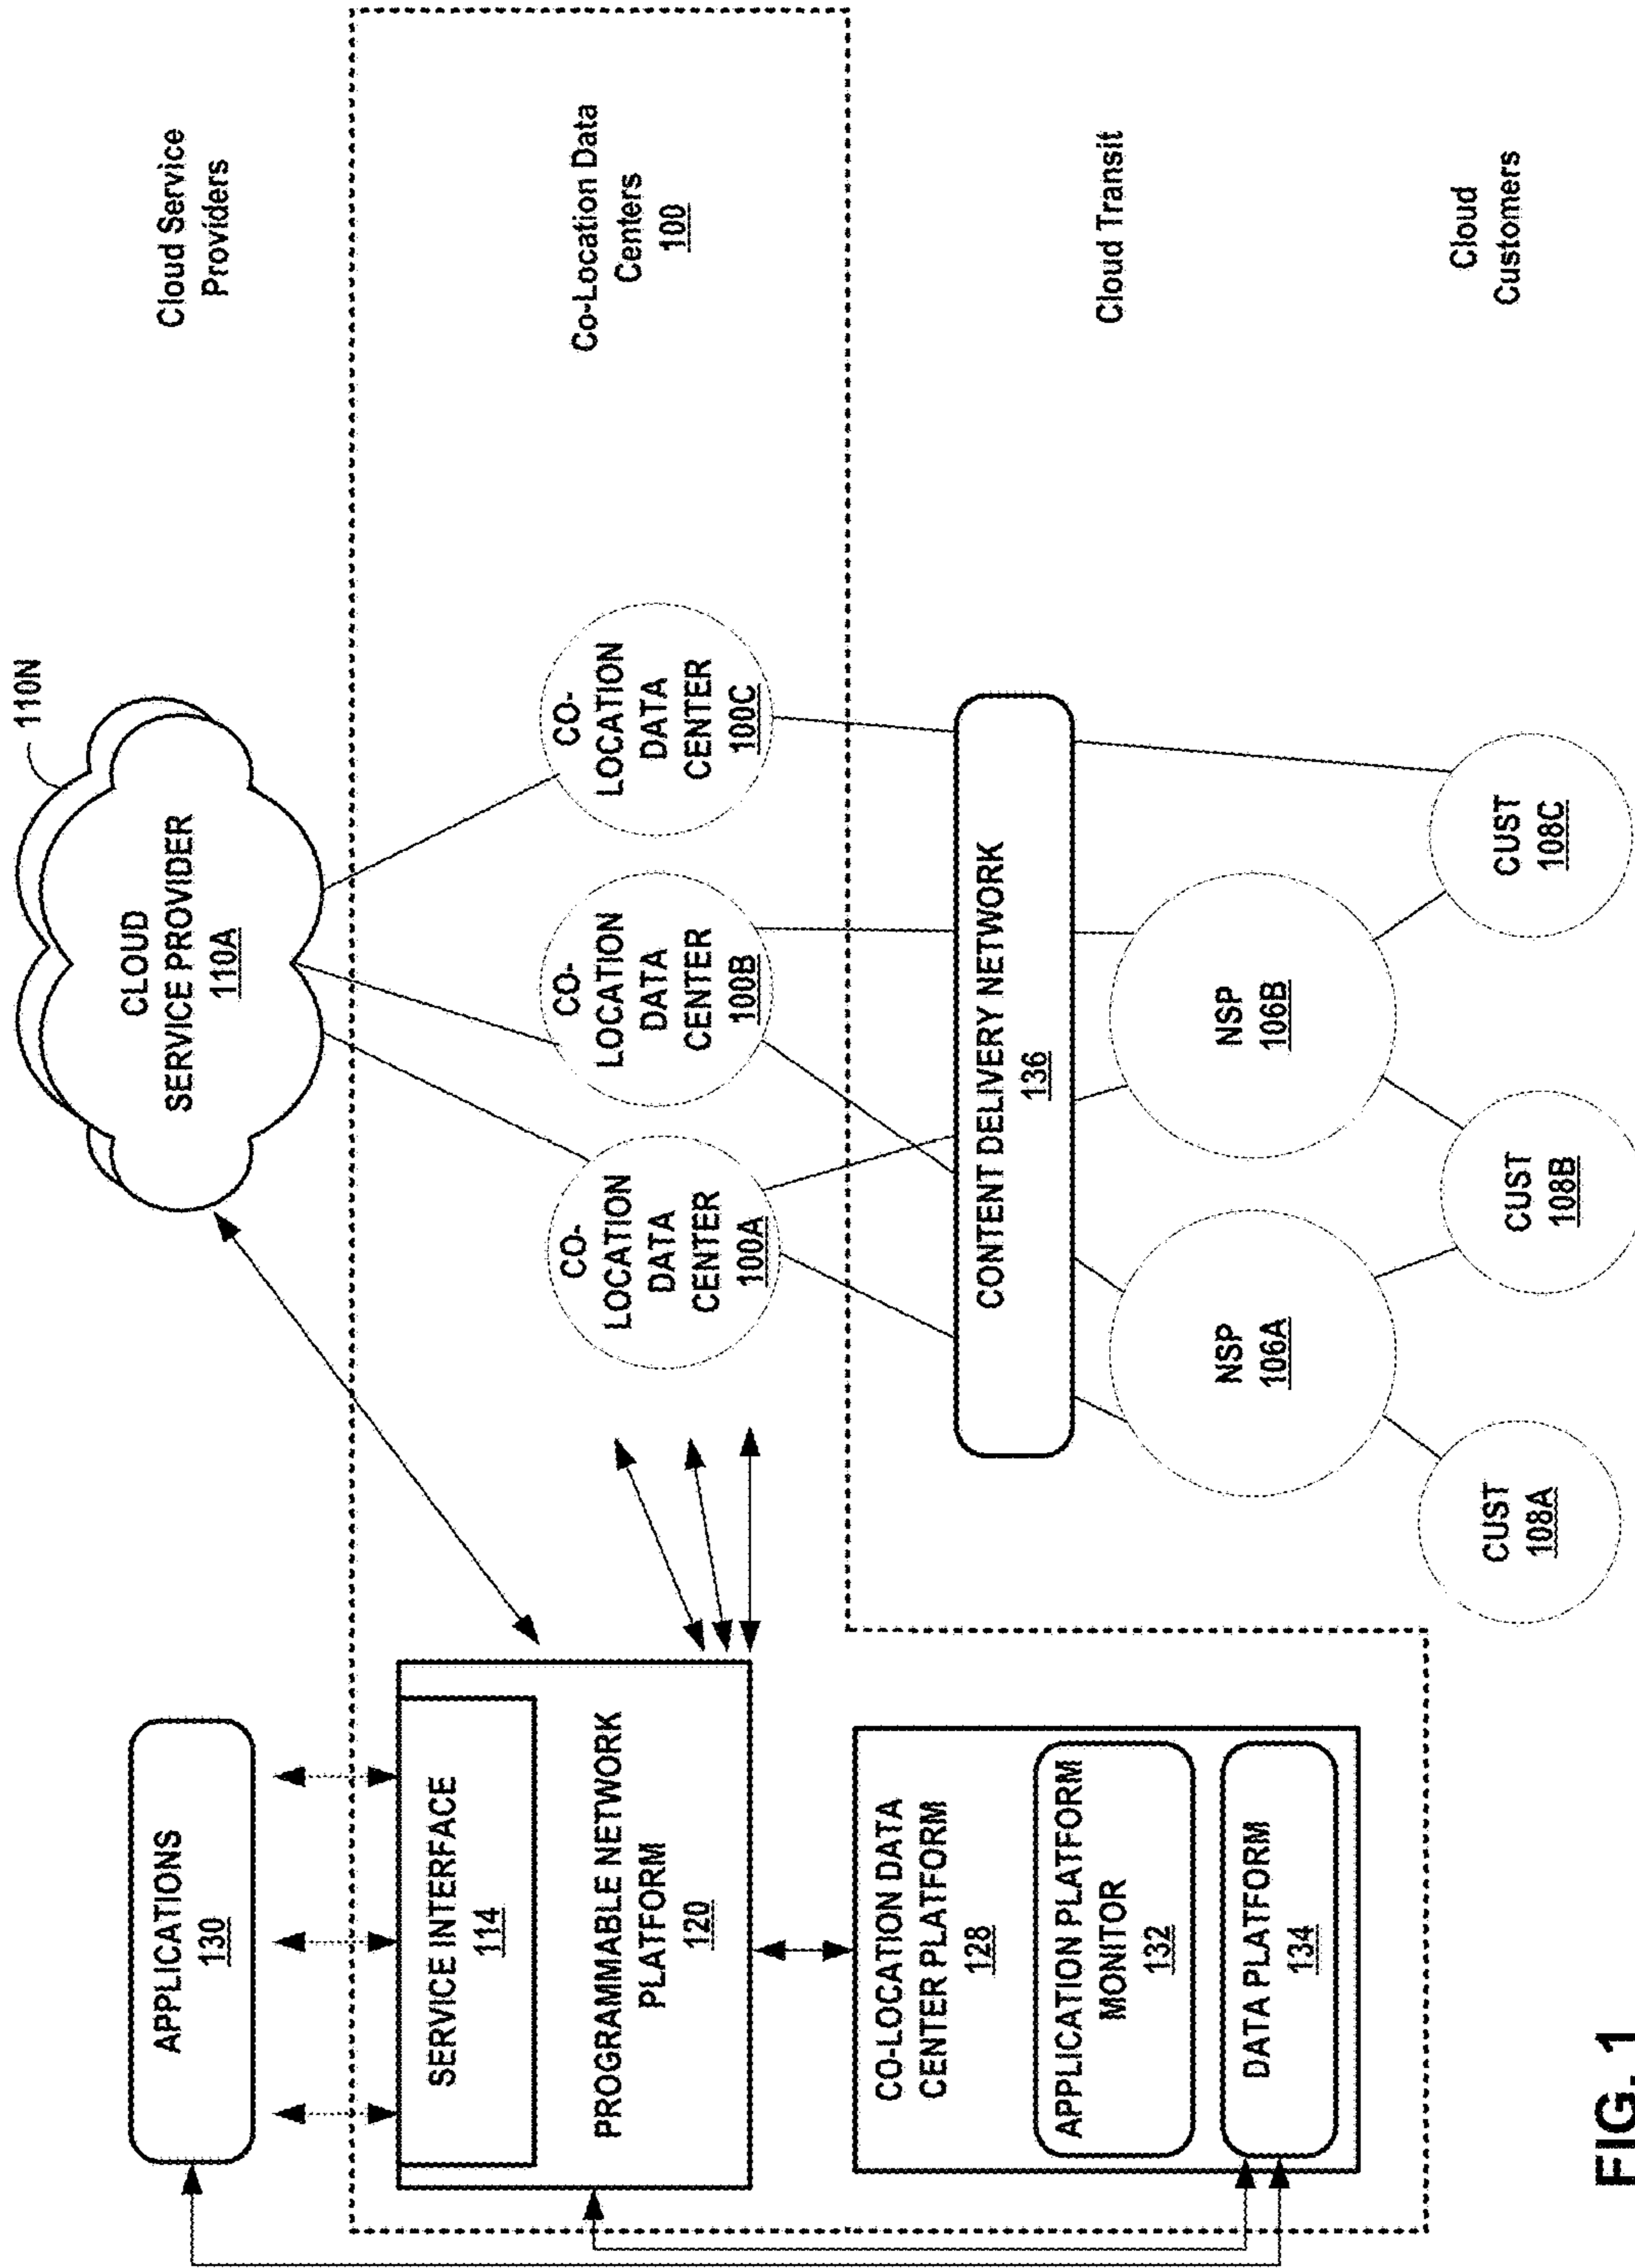 110N
CLOUD
SERVICE PROVIDER
110A
Cloud Service
Providers
APPLICATIONS
130
SERVICE INTERFACE
114
PROGRAMMABLE NETWORK
PLATFORM
120
CO-
LOCATION
DATA
CENTER
100A
CO-
LOCATION
DATA
CENTER
100B
CO-
LOCATION
DATA
CENTER
100C
Co-Location Data
Centers
100
CO-LOCATION DATA
CENTER PLATFORM
128
APPLICATION PLATFORM
MONITOR
132
DATA PLATFORM
134
CONTENT DELIVERY NETWORK
136
NSP
106A
NSP
106B
Cloud Transit
CUST
108A
CUST
108B
CUST
108C
Cloud
Customers
FIG. 1